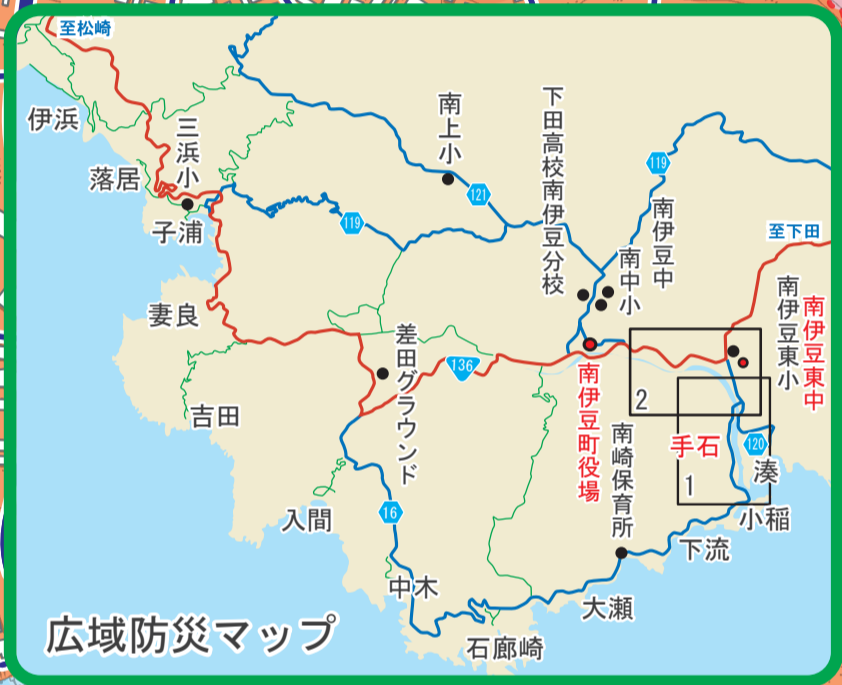 至松崎
伊浜
三浜小
落居
子浦
南上小
121
119
下田高校南伊豆分校
119
南伊豆中
南中小
至下田
南伊豆東小
南伊豆東中
妻良
差田グラウンド
136
南伊豆町役場
2
吉田
南崎保育所
手石
120
湊
1
小稲
入間
16
下流
中木
大瀬
石廊崎
広域防災マップ